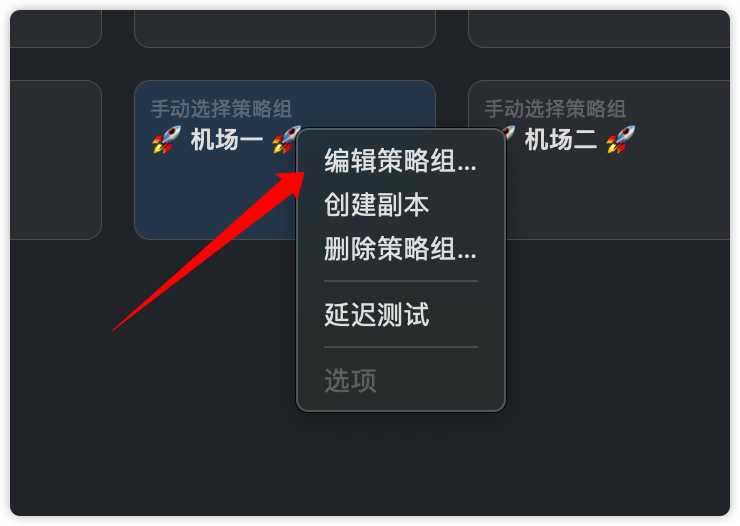 手动选择策略组
🚀 机场一 🚀
手动选择策略组
🚀 机场二 🚀
编辑策略组...
创建副本
删除策略组...
延迟测试
选项